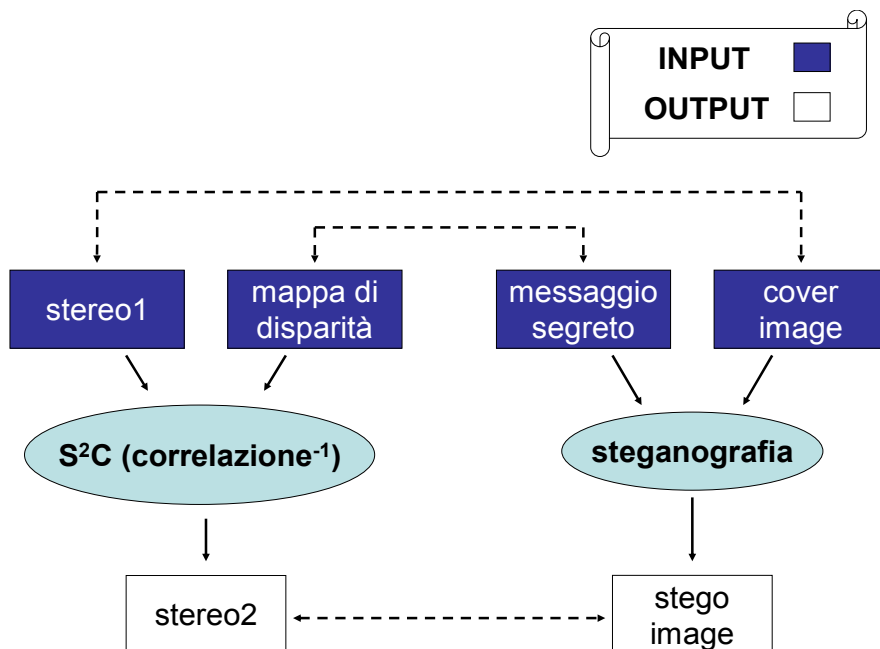 INPUT
OUTPUT
stereo1
mappa di
disparità
messaggio
segreto
cover
image
S²C (correlazione⁻¹)
steganografia
stereo2
stego
image